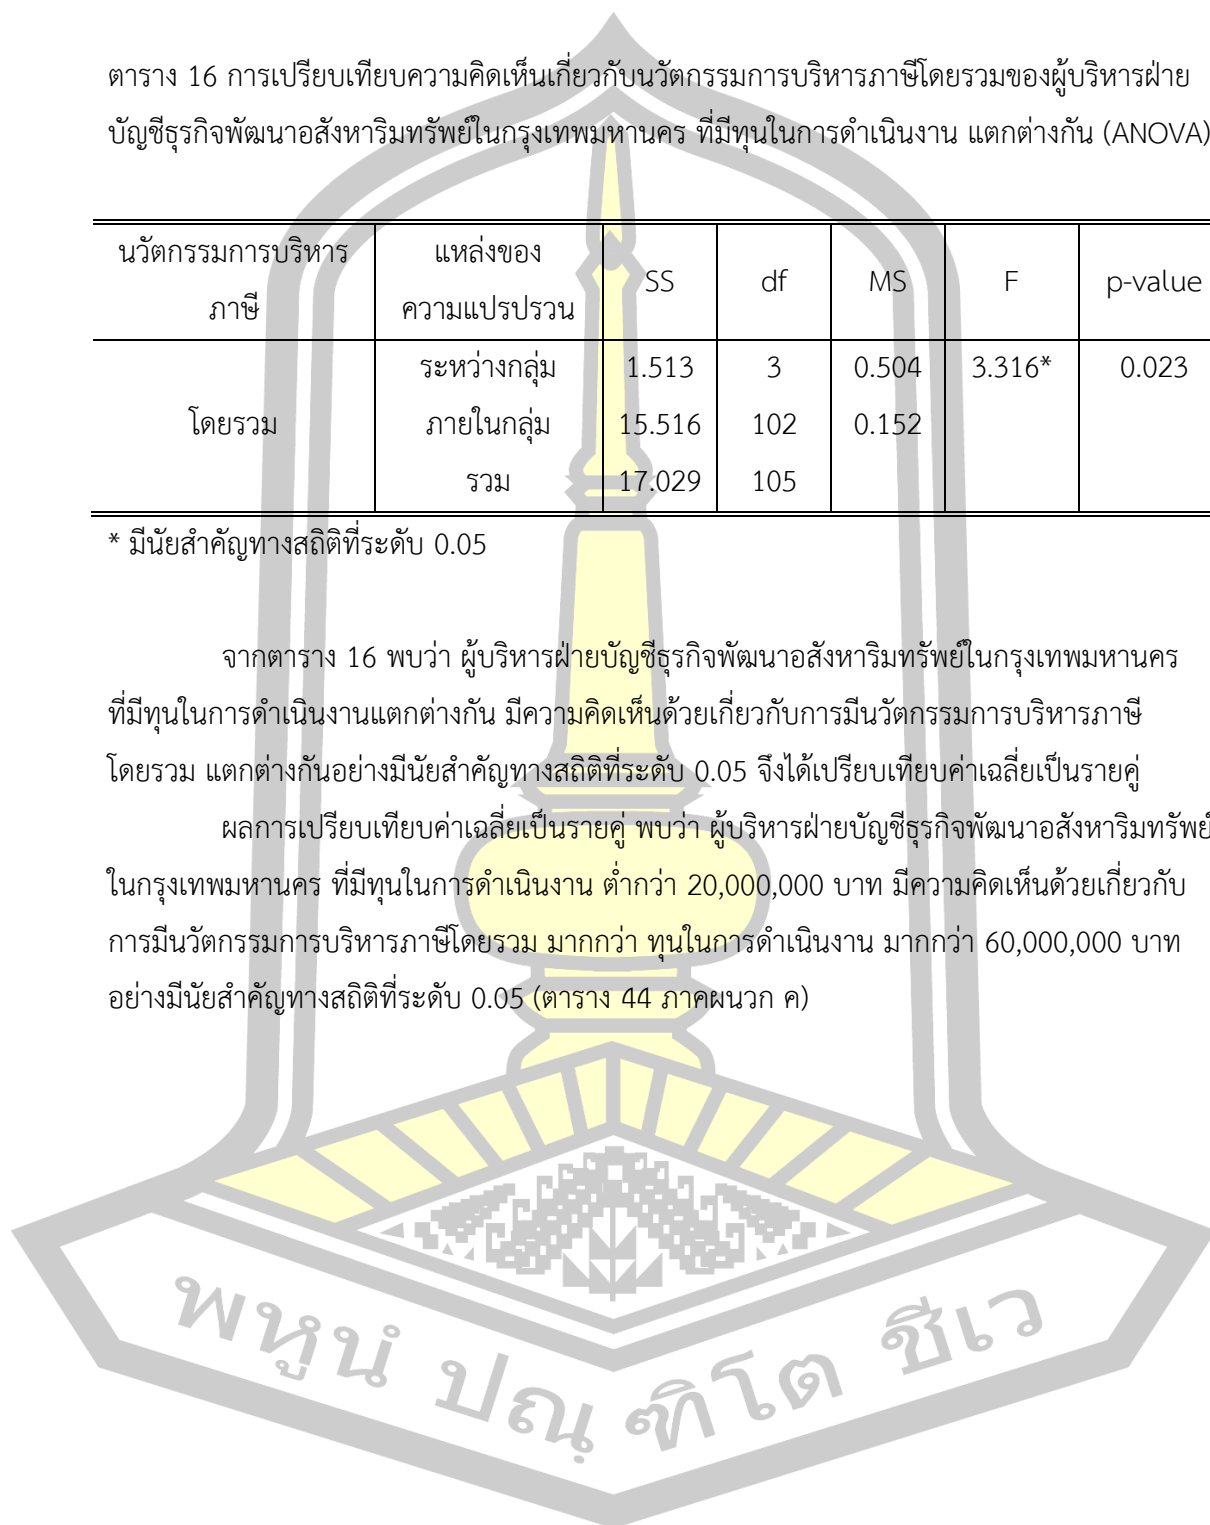 ตาราง 16 การเปรียบเทียบความคิดเห็นเกี่ยวกับนวัตกรรมการบริหารภาษีโดยรวมของผู้บริหารฝ่าย
บัญชีธุรกิจพัฒนาอสังหาริมทรัพย์ในกรุงเทพมหานคร ที่มีทุนในการดำเนินงาน แตกต่างกัน (ANOVA)
นวัตกรรมการบริหาร
ภาษี
แหล่งของ
ความแปรปรวน
SS df MS F p-value
ระหว่างกลุ่ม 1.513 3 0.504 3.316* 0.023
โดยรวม ภายในกลุ่ม 15.516 102 0.152
รวม 17.029 105
* มีนัยสำคัญทางสถิติที่ระดับ 0.05
จากตาราง 16 พบว่า ผู้บริหารฝ่ายบัญชีธุรกิจพัฒนาอสังหาริมทรัพย์ในกรุงเทพมหานคร
ที่มีทุนในการดำเนินงานแตกต่างกัน มีความคิดเห็นด้วยเกี่ยวกับการมีนวัตกรรมการบริหารภาษี
โดยรวม แตกต่างกันอย่างมีนัยสำคัญทางสถิติที่ระดับ 0.05 จึงได้เปรียบเทียบค่าเฉลี่ยเป็นรายคู่
ผลการเปรียบเทียบค่าเฉลี่ยเป็นรายคู่ พบว่า ผู้บริหารฝ่ายบัญชีธุรกิจพัฒนาอสังหาริมทรัพย์
ในกรุงเทพมหานคร ที่มีทุนในการดำเนินงาน ต่ำกว่า 20,000,000 บาท มีความคิดเห็นด้วยเกี่ยวกับ
การมีนวัตกรรมการบริหารภาษีโดยรวม มากกว่า ทุนในการดำเนินงาน มากกว่า 60,000,000 บาท
อย่างมีนัยสำคัญทางสถิติที่ระดับ 0.05 (ตาราง 44 ภาคผนวก ค)
พหูนํ ปณฺ ฑิโต ชีเว